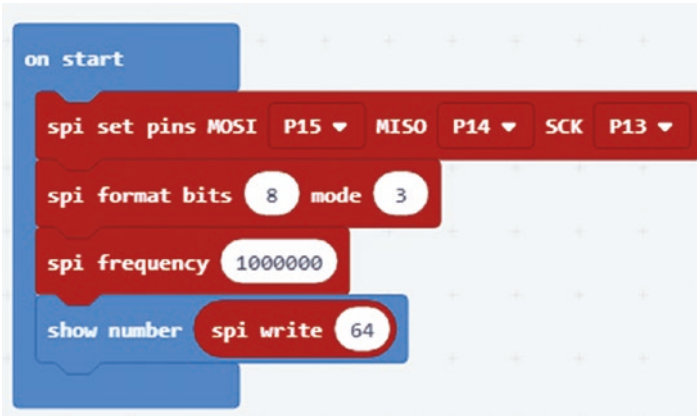 on start
spi set pins MOSI P15 MISO P14 SCK P13
spi format bits 8 mode 3
spi frequency 1000000
show number spi write 64